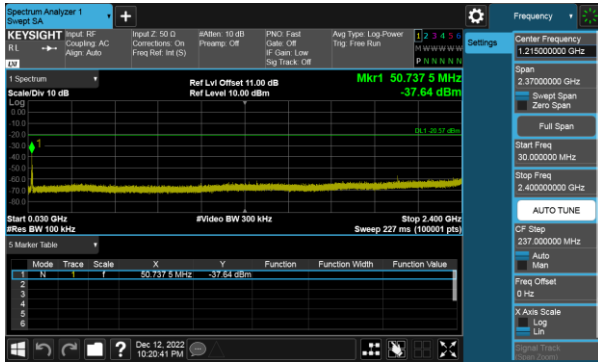 Spectrum Analyzer 1
Swept SA
+
Frequency
KEYSIGHT
RL
Input: RF
Coupling: AC
Align: Auto
Input Z: 50 Ω
Corrections: On
Freq Ref: Int (S)
#Atten: 10 dB
Preamp: Off
PNO: Fast
Gate: Off
IF Gain: Low
Sig Track: Off
Avg Type: Log-Power
Trig: Free Run
1 2 3 4 5 6
M W W W W W
P N N N N N
LNI
Settings
Center Frequency
1.215000000 GHz
Span
2.37000000 GHz
Swept Span
Zero Span
Full Span
Start Freq
30.000000 MHz
Stop Freq
2.400000000 GHz
AUTO TUNE
CF Step
237.000000 MHz
Auto
Man
Freq Offset
0 Hz
X Axis Scale
Log
Lin
Signal Track
(Span Zoom)
1 Spectrum
Scale/Div 10 dB
Ref Lvl Offset 11.00 dB
Ref Level 10.00 dBm
Mkr1 50.737 5 MHz
-37.64 dBm
Log
0.00
-10.0
-20.0
-30.0
-40.0
-50.0
-60.0
-70.0
-80.0
1
DL1 -20.57 dBm
Start 0.030 GHz
#Res BW 100 kHz
#Video BW 300 kHz
Stop 2.400 GHz
Sweep 227 ms (100001 pts)
5 Marker Table
Mode Trace Scale X Y Function Function Width Function Value
1 N 1 f 50.737 5 MHz -37.64 dBm
2
3
4
5
6
?
Dec 12, 2022
10:20:41 PM